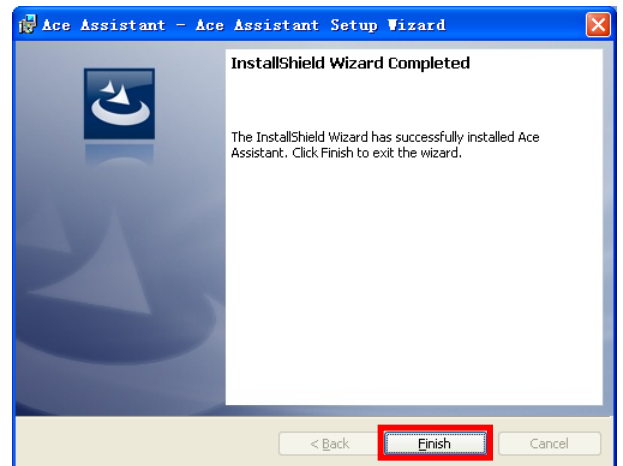 Ace Assistant - Ace Assistant Setup Wizard
InstallShield Wizard Completed
The InstallShield Wizard has successfully installed Ace
Assistant. Click Finish to exit the wizard.
< Back
Finish
Cancel